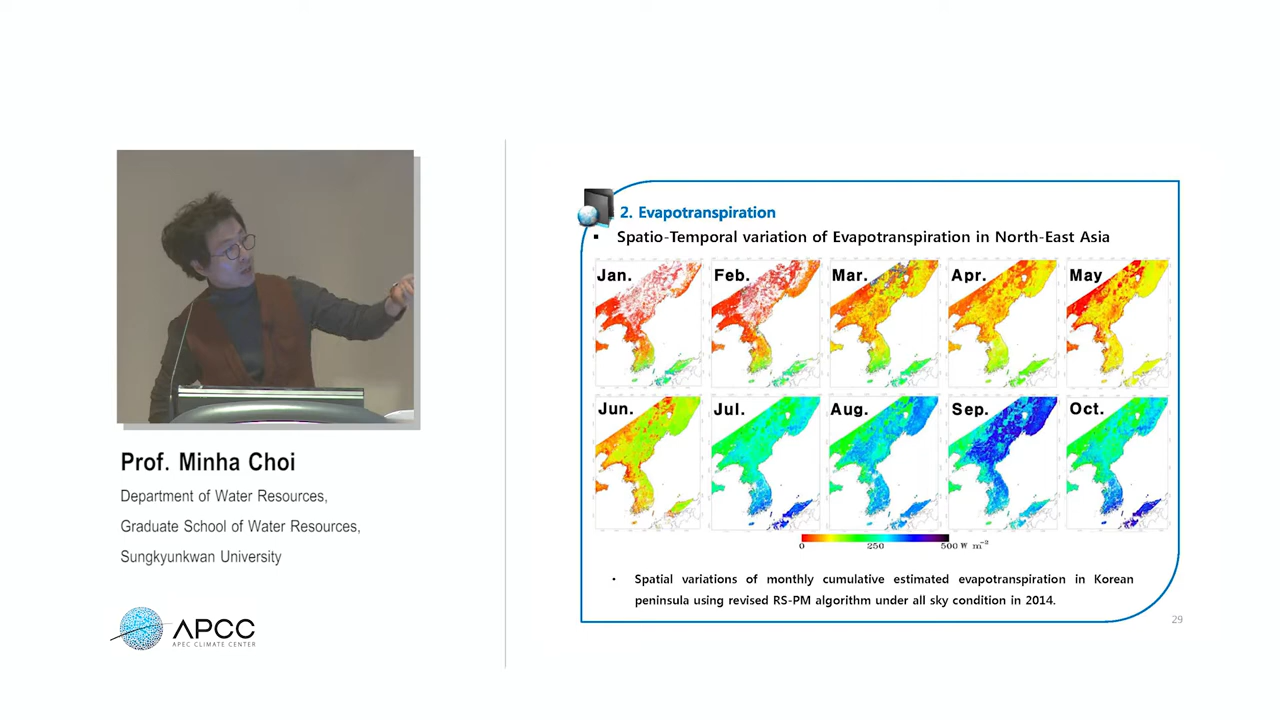 2. Evapotranspiration
▪ Spatio-Temporal variation of Evapotranspiration in North-East Asia
Jan.
Feb.
Mar.
Apr.
May
Jun.
Jul.
Aug.
Sep.
Oct.
0 250 500 W m⁻²
• Spatial variations of monthly cumulative estimated evapotranspiration in Korean
peninsula using revised RS-PM algorithm under all sky condition in 2014.
29
Prof. Minha Choi
Department of Water Resources,
Graduate School of Water Resources,
Sungkyunkwan University
APCC
APEC CLIMATE CENTER